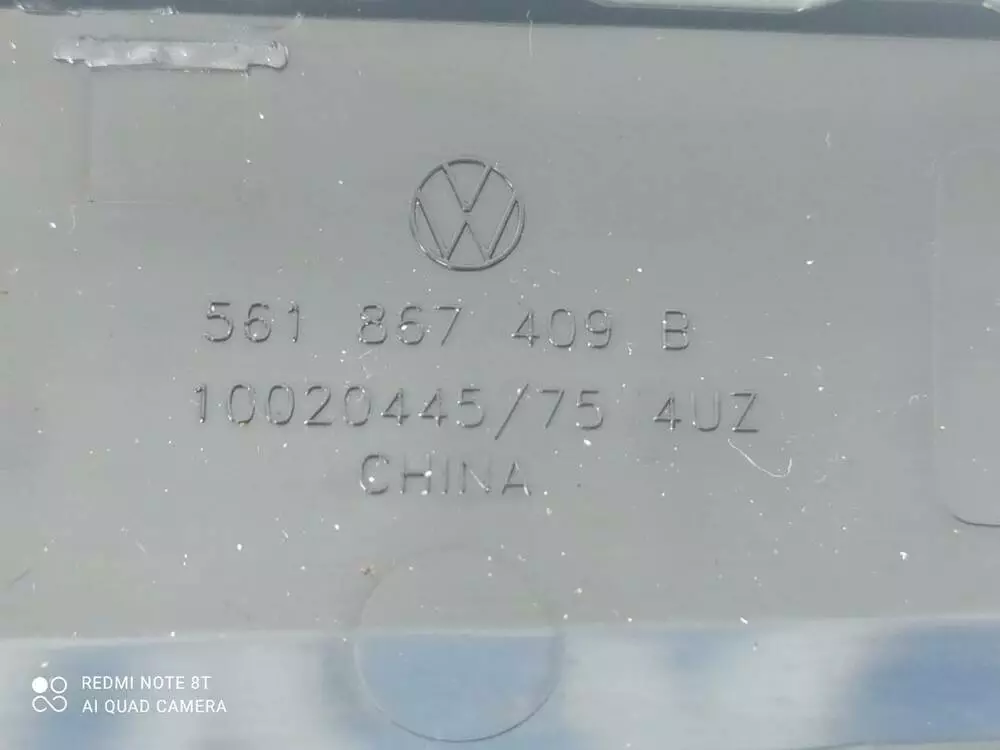 561 867 409 B
10020445/75 4UZ
CHINA
REDMI NOTE 8T
AI QUAD CAMERA